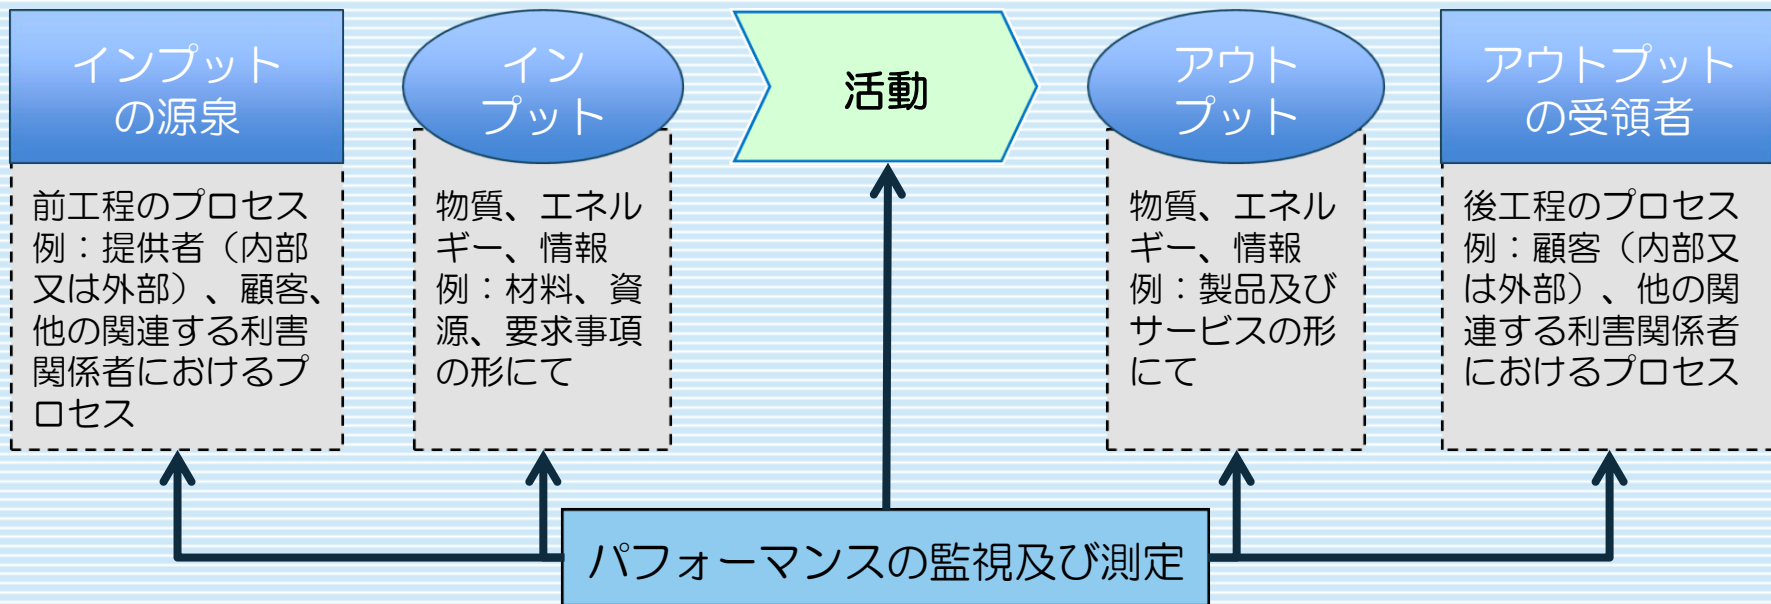 インプット
の源泉
イン
プット
活動
アウト
プット
アウトプット
の受領者
前工程のプロセス
例：提供者（内部
又は外部）、顧客、
他の関連する利害
関係者におけるプ
ロセス
物質、エネル
ギー、情報
例：材料、資
源、要求事項
の形にて
物質、エネル
ギー、情報
例：製品及び
サービスの形
にて
後工程のプロセス
例：顧客（内部又
は外部）、他の関
連する利害関係者
におけるプロセス
パフォーマンスの監視及び測定